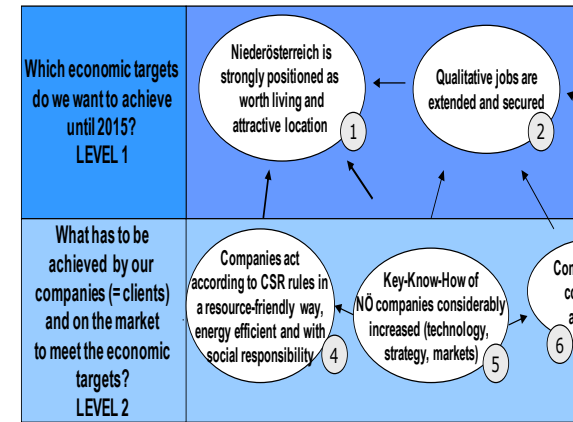 Which economic targets
do we want to achieve
until 2015?
LEVEL 1
Niederösterreich is
strongly positioned as
worth living and
attractive location
1
Qualitative jobs are
extended and secured
2
What has to be
achieved by our
companies (= clients)
and on the market
to meet the economic
targets?
LEVEL 2
Companies act
according to CSR rules in
a resource-friendly way,
energy efficient and with
social responsibility
4
Key-Know-How of
NÖ companies considerably
increased (technology,
strategy, markets)
5
6